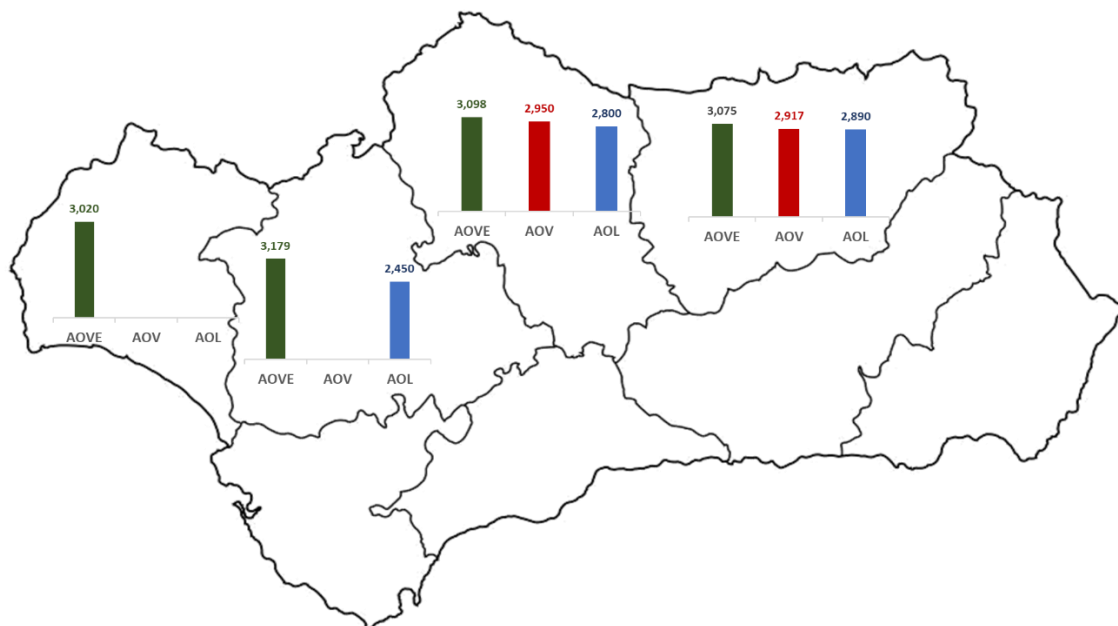 3,020
AOVE AOV AOL
3,179
2,450
AOVE AOV AOL
3,098
2,950
2,800
AOVE AOV AOL
3,075
2,917
2,890
AOVE AOV AOL